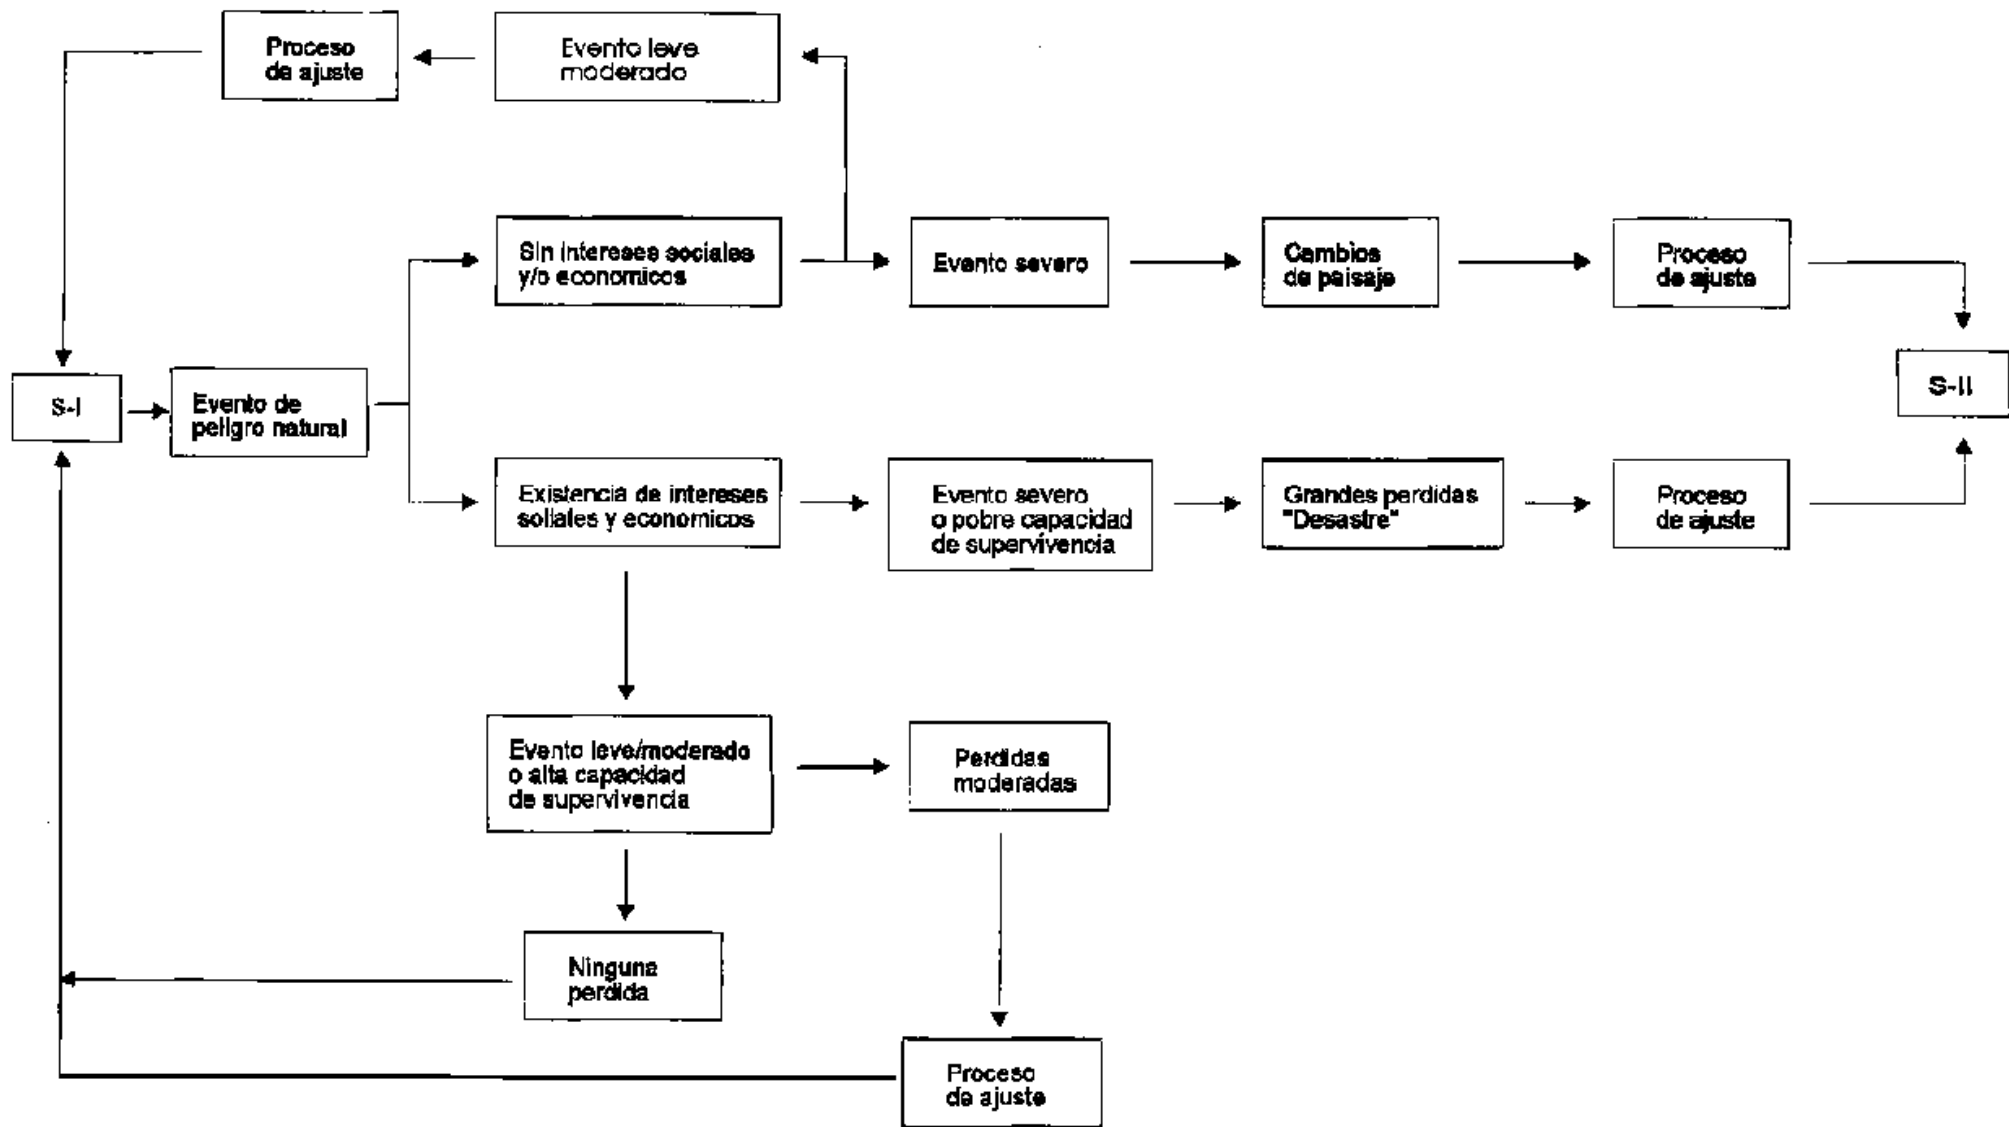 Proceso
de ajuste
Evento leve
moderado
Sin intereses sociales
y/o economicos
Evento severo
Cambios
de paisaje
Proceso
de ajuste
S-I
Evento de
peligro natural
S-II
Existencia de intereses
soliales y economicos
Evento severo
o pobre capacidad
de supervivencia
Grandes perdidas
"Desastre"
Proceso
de ajuste
Evento leve/moderado
o alta capacidad
de supervivencia
Perdidas
moderadas
Ninguna
perdida
Proceso
de ajuste